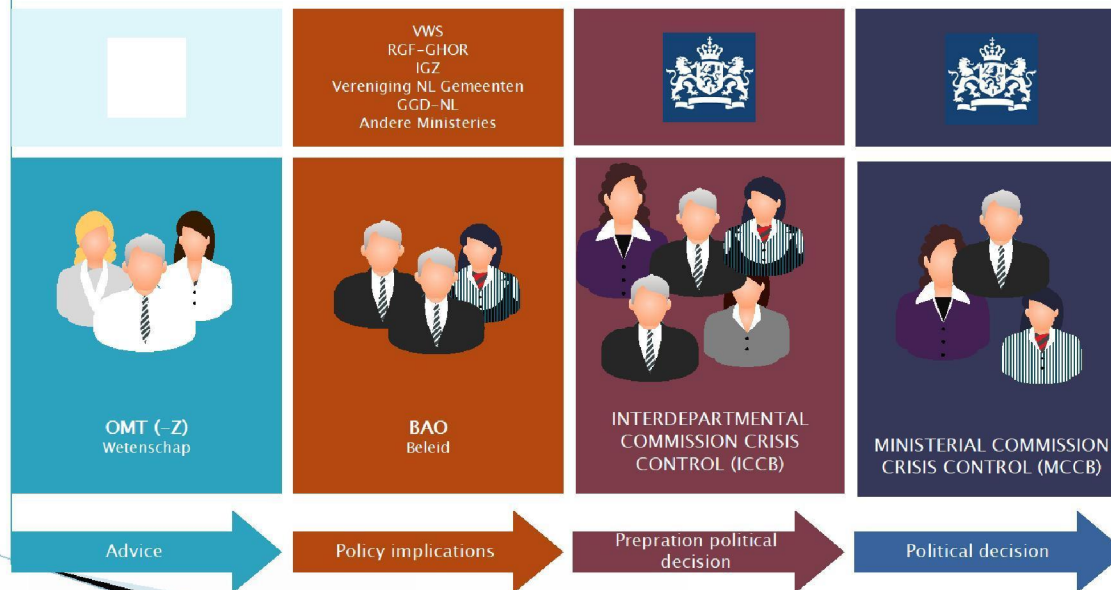 VWS
RGF-GHOR
IGZ
Vereniging NL Gemeenten
GGD-NL
Andere Ministeries
OMT (-Z)
Wetenschap
BAO
Beleid
INTERDEPARTMENTAL
COMMISSION CRISIS
CONTROL (ICCB)
MINISTERIAL COMMISSION
CRISIS CONTROL (MCCB)
Advice
Policy implications
Prepration political
decision
Political decision